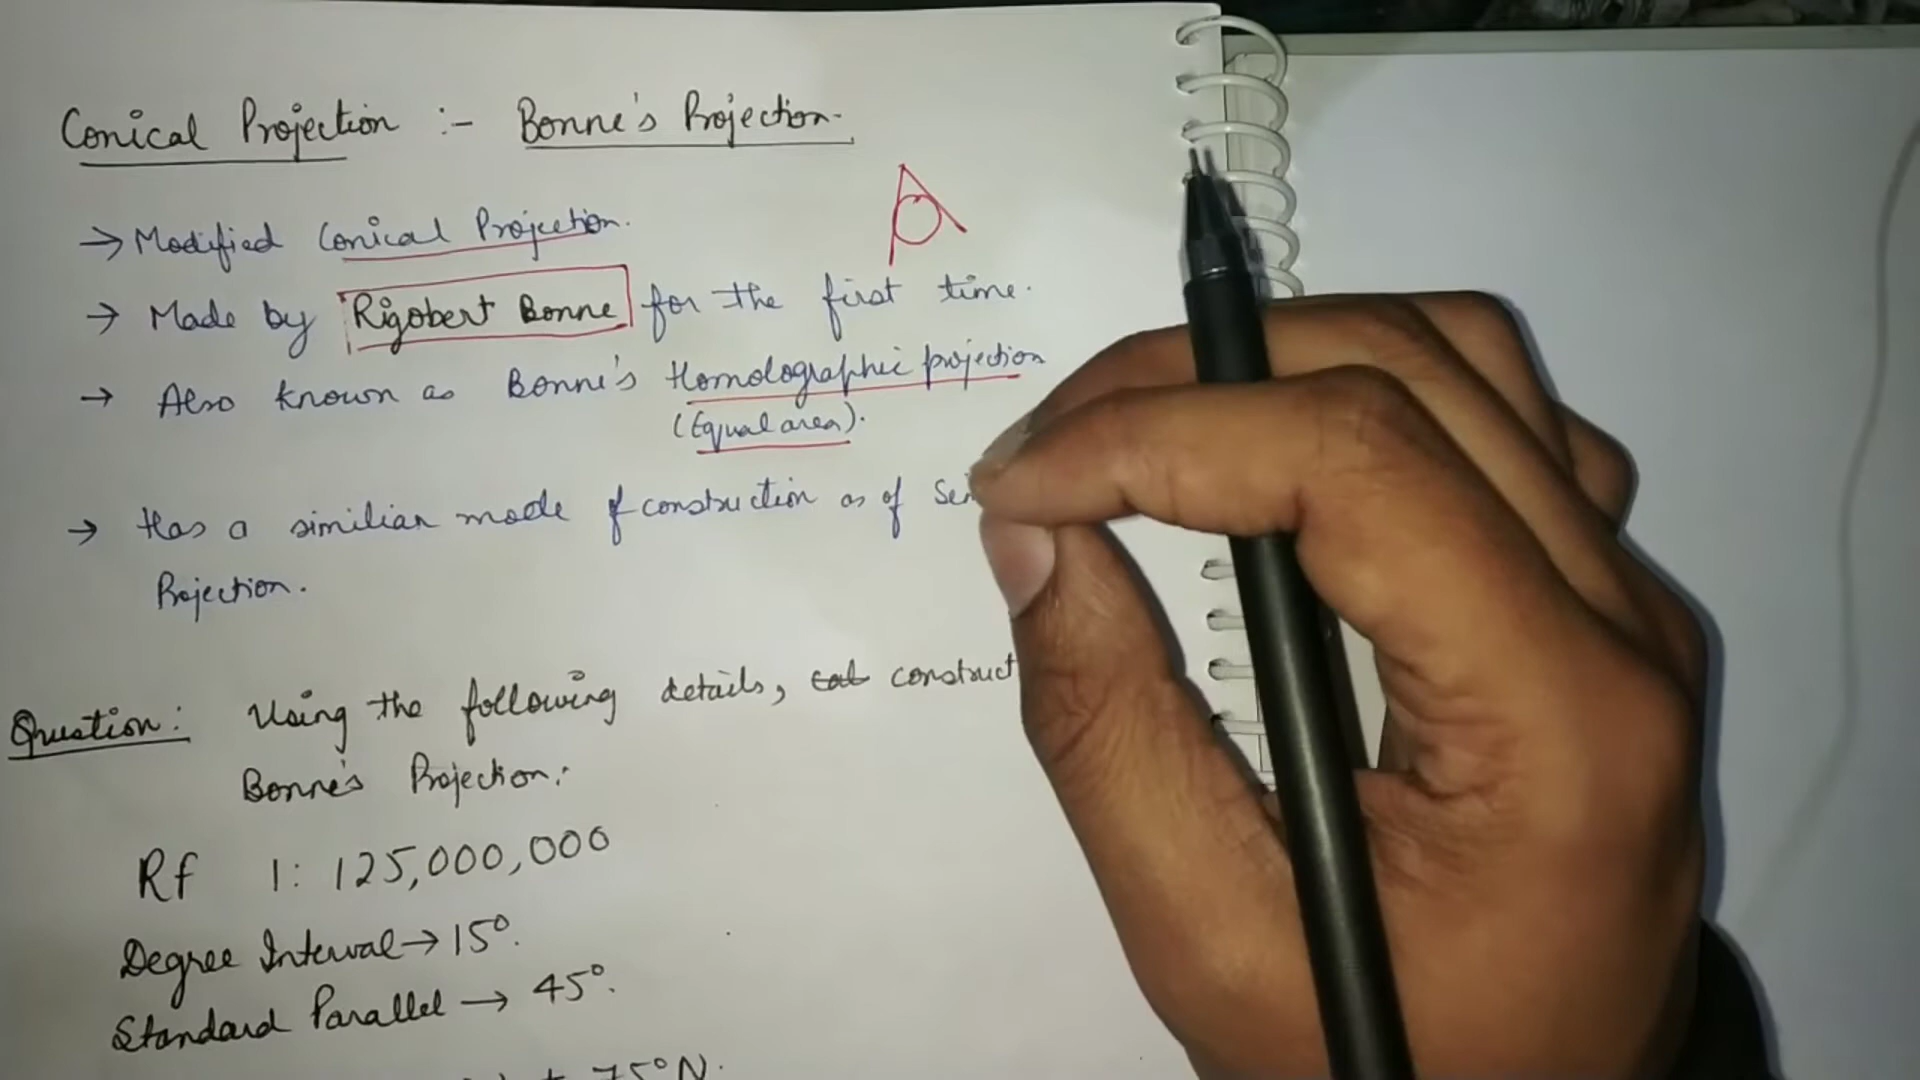 Conical Projection :- Bonne's Projection.
→ Modified Conical Projection.
→ Made by Rigobert Bonne for the first time.
→ Also known as Bonne's Homolographic projection
(Equal area).
→ Has a similiar mode of construction as of
Projection.
Question: Using the following details, construct
Bonne's Projection:
Rf 1: 125,000,000
Degree Interval → 15°.
Standard Parallel → 45°.
75°N.